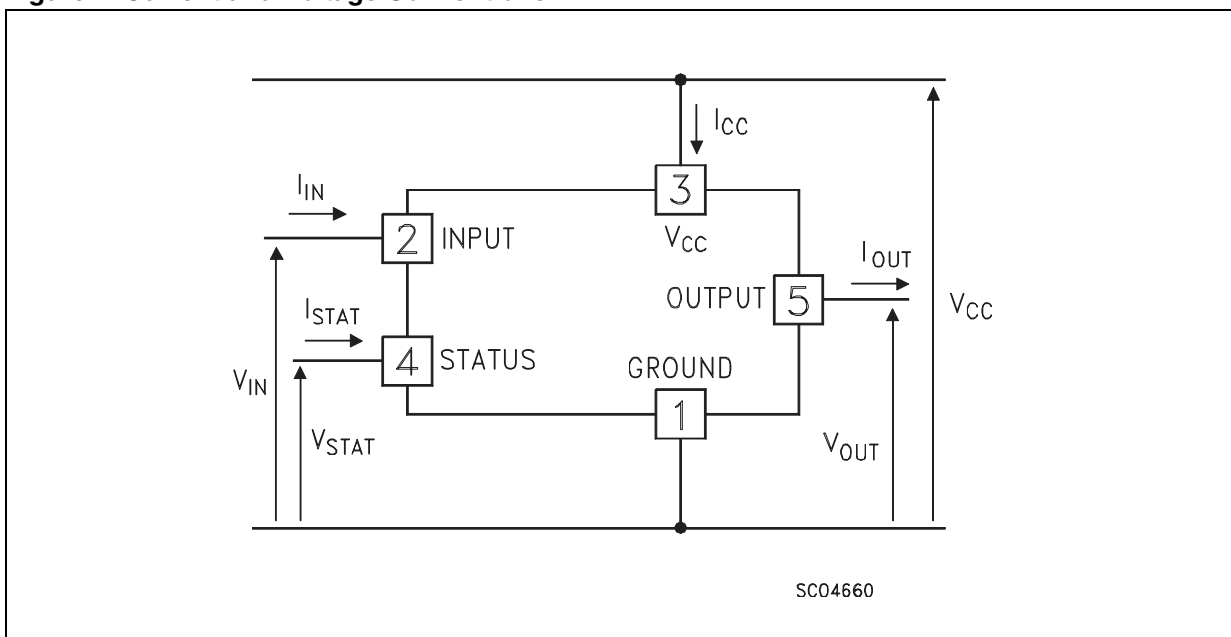 I_CC
3
V_CC
I_IN
2 INPUT
I_STAT
4 STATUS
V_IN
V_STAT
OUTPUT 5
I_OUT
V_CC
GROUND
1
V_OUT
SC04660